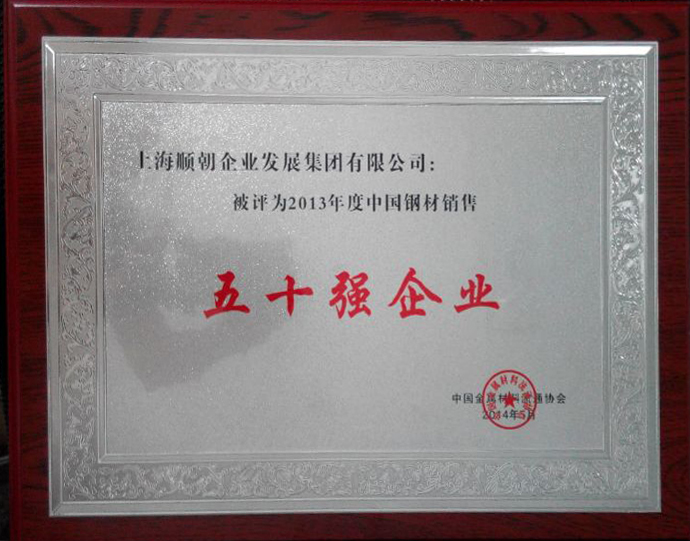 上海顺朝企业发展集团有限公司：
被评为2013年度中国钢材销售
五十强企业
中国金属材料流通协会
2014年5月